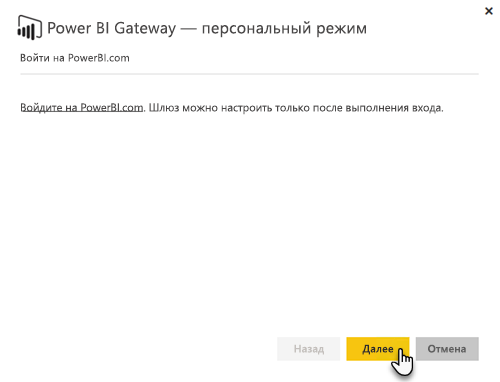 Power BI Gateway — персональный режим
Войти на PowerBI.com
Войдите на PowerBI.com. Шлюз можно настроить только после выполнения входа.
Назад Далее Отмена